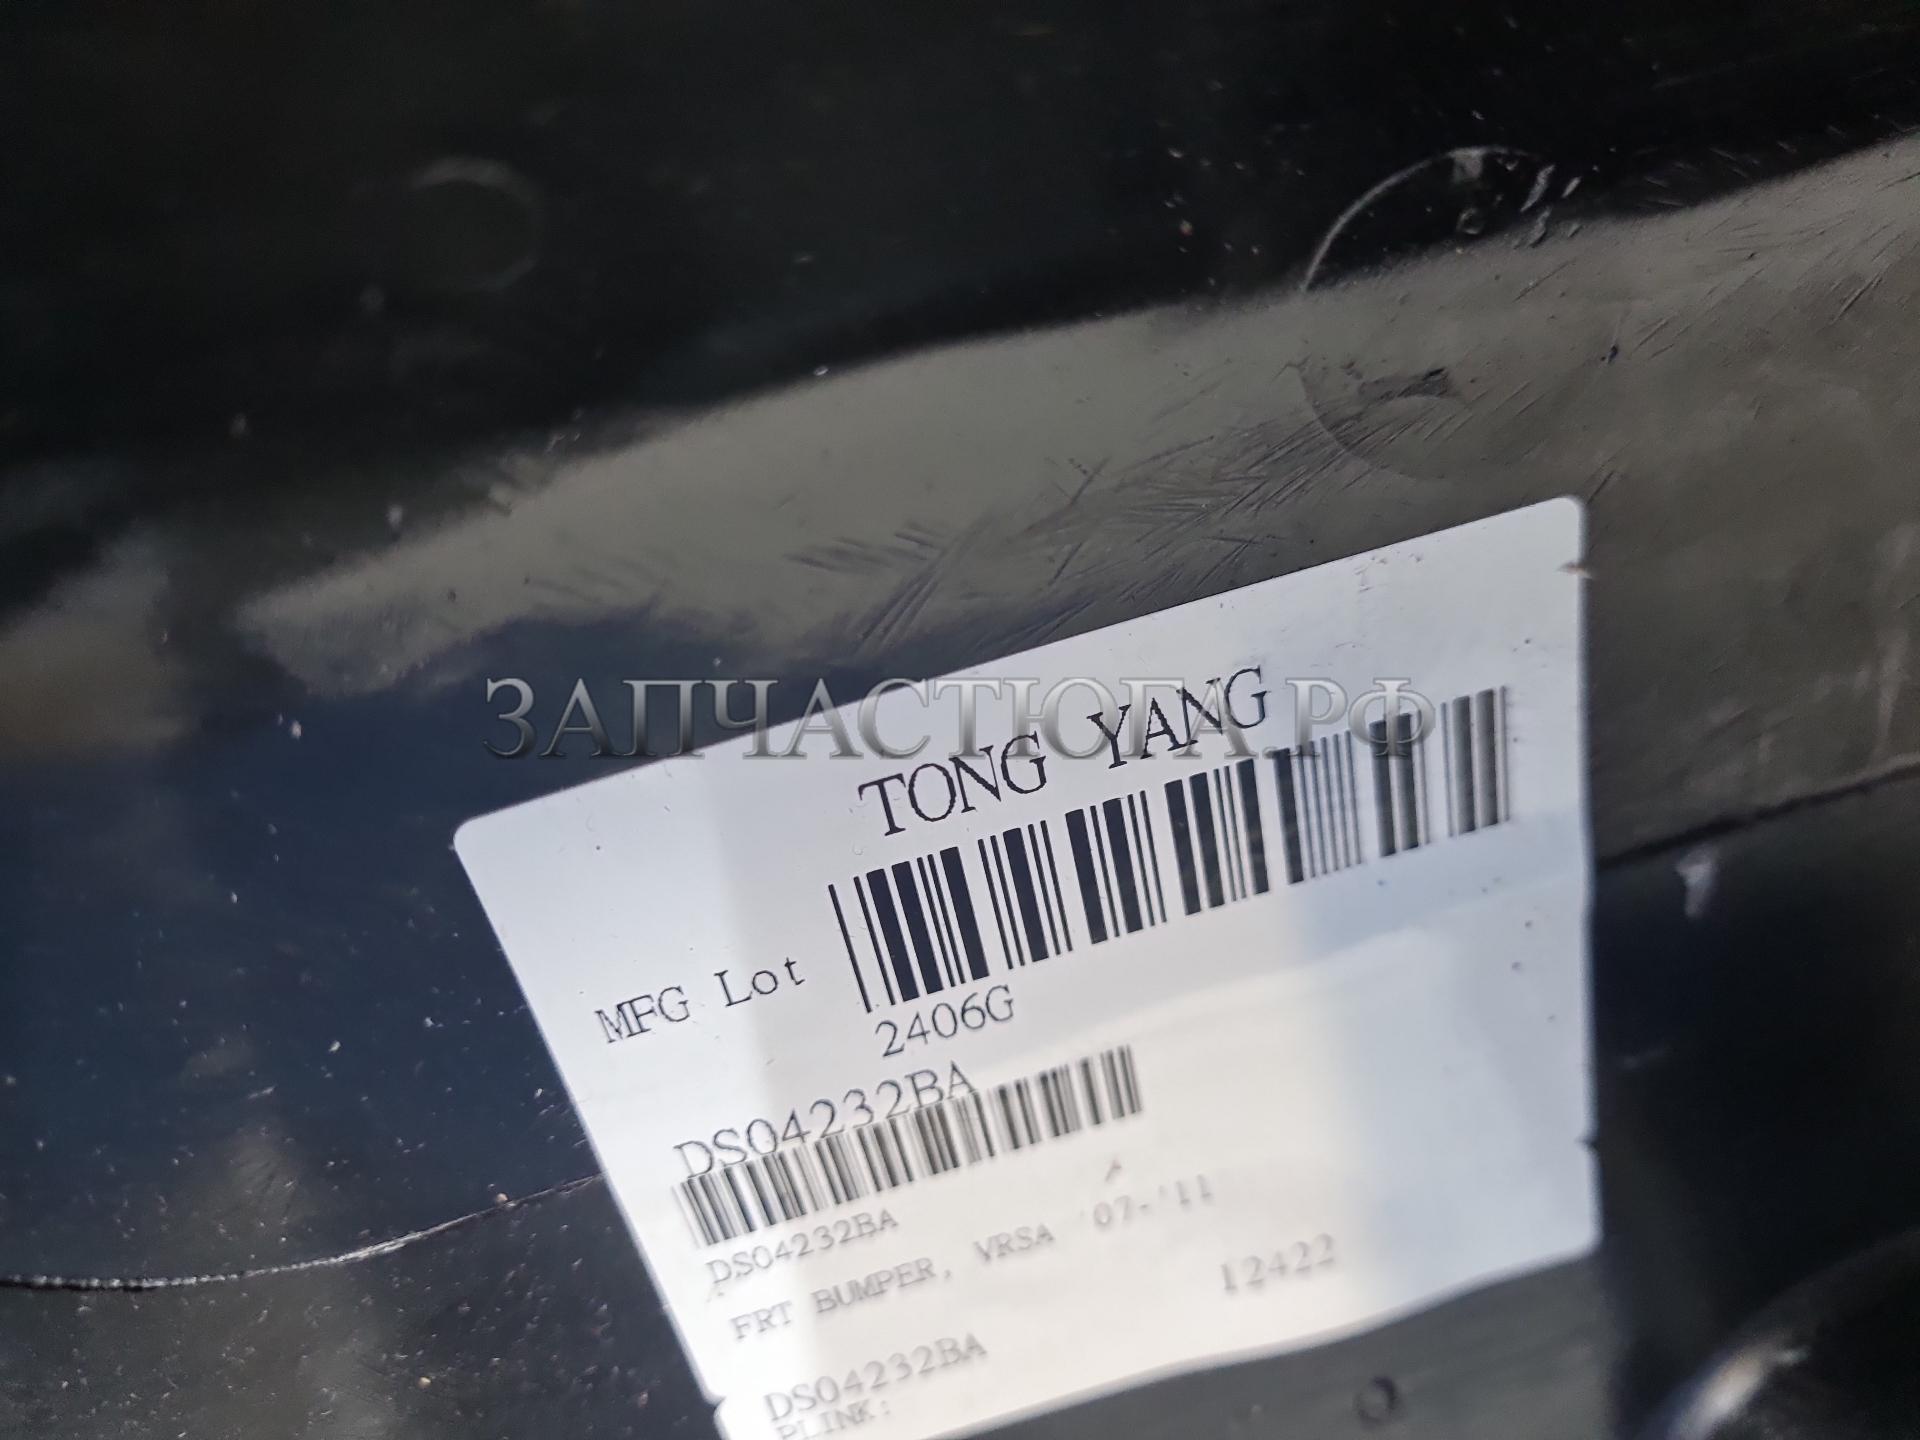 ЗАПЧАСТЮГА.РФ
TONG YANG
MFG Lot
2406G
DS04232BA
DS04232BA
FRT BUMPER, VRSA '07-'11
12422
DS04232BA
PLINK: